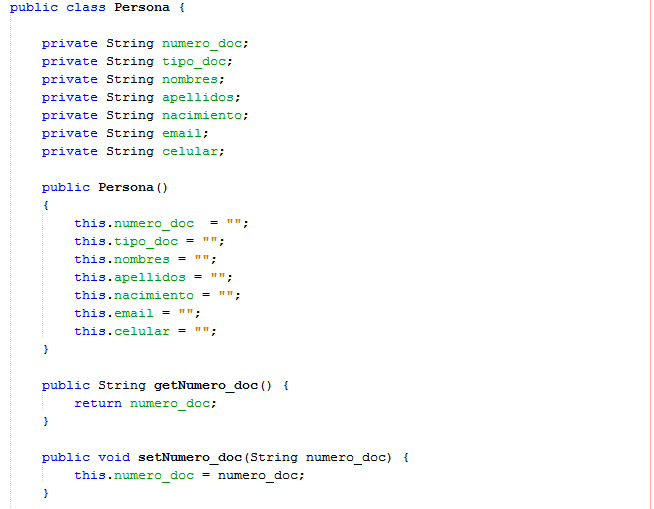 public class Persona {
private String numero_doc;
private String tipo_doc;
private String nombres;
private String apellidos;
private String nacimiento;
private String email;
private String celular;
public Persona()
{
this.numero_doc  = "";
this.tipo_doc = "";
this.nombres = "";
this.apellidos = "";
this.nacimiento = "";
this.email = "";
this.celular = "";
}
public String getNumero_doc() {
return numero_doc;
}
public void setNumero_doc(String numero_doc) {
this.numero_doc = numero_doc;
}